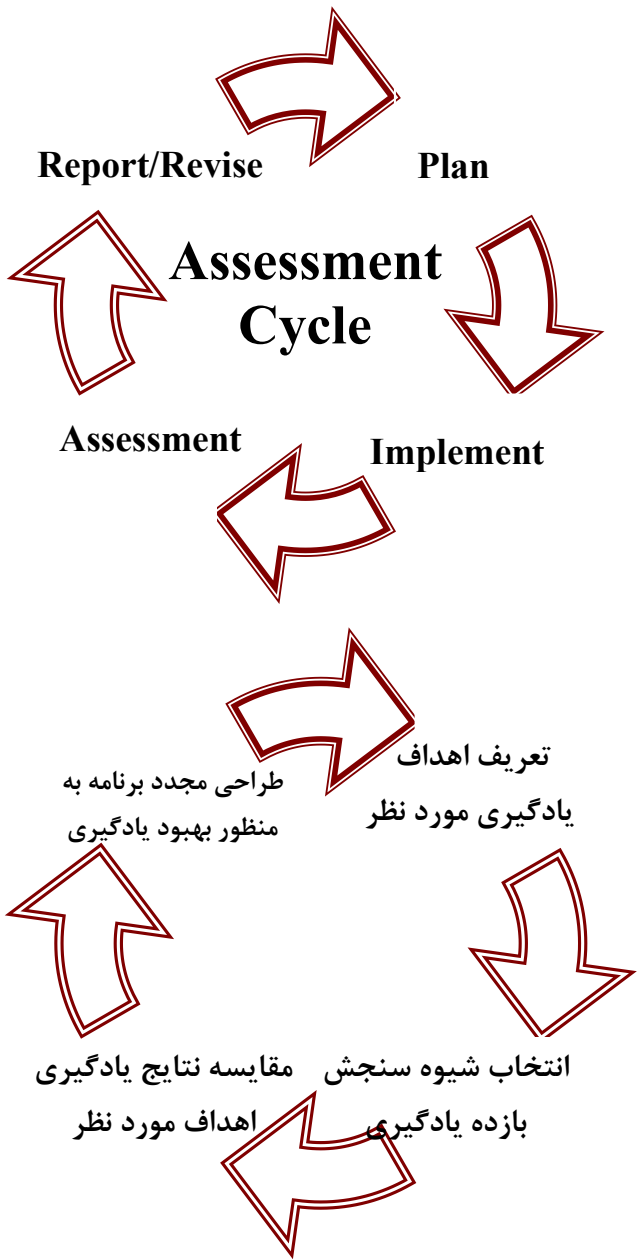 Report/Revise
Plan
Assessment
Cycle
Assessment
Implement
تعریف اهداف
یادگیری مورد نظر
طراحی مجدد برنامه به
منظور بهبود یادگیری
انتخاب شیوه سنجش
بازده یادگیری
مقایسه نتایج یادگیری
اهداف مورد نظر